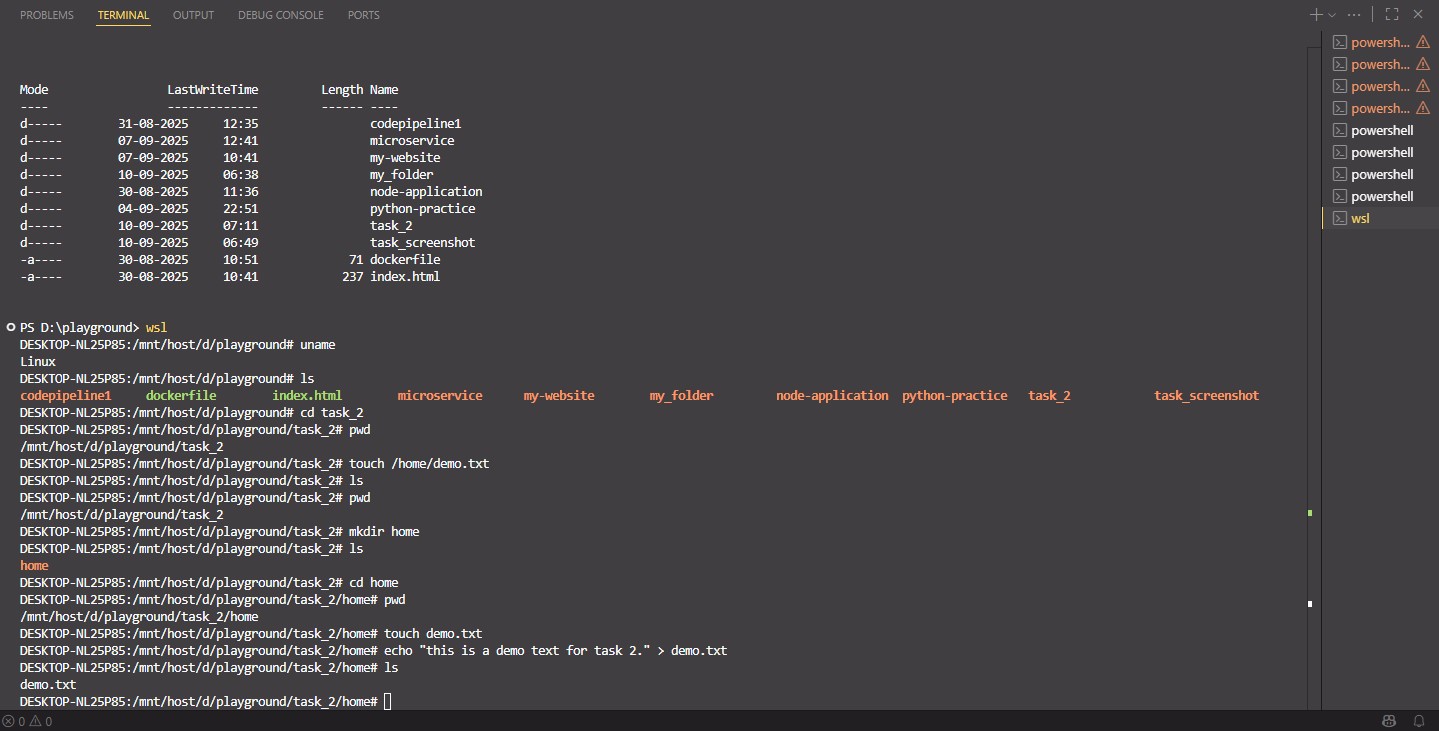 PROBLEMS TERMINAL OUTPUT DEBUG CONSOLE PORTS
Mode LastWriteTime Length Name
---- ------------- ------ ----
d----- 31-08-2025 12:35 codepipeline1
d----- 07-09-2025 12:41 microservice
d----- 07-09-2025 10:41 my-website
d----- 10-09-2025 06:38 my_folder
d----- 30-08-2025 11:36 node-application
d----- 04-09-2025 22:51 python-practice
d----- 10-09-2025 07:11 task_2
d----- 10-09-2025 06:49 task_screenshot
-a---- 30-08-2025 10:51 71 dockerfile
-a---- 30-08-2025 10:41 237 index.html
PS D:\playground> wsl
DESKTOP-NL25P85:/mnt/host/d/playground# uname
Linux
DESKTOP-NL25P85:/mnt/host/d/playground# ls
codepipeline1 dockerfile index.html microservice my-website my_folder node-application python-practice task_2 task_screenshot
DESKTOP-NL25P85:/mnt/host/d/playground# cd task_2
DESKTOP-NL25P85:/mnt/host/d/playground/task_2# pwd
/mnt/host/d/playground/task_2
DESKTOP-NL25P85:/mnt/host/d/playground/task_2# touch /home/demo.txt
DESKTOP-NL25P85:/mnt/host/d/playground/task_2# ls
DESKTOP-NL25P85:/mnt/host/d/playground/task_2# pwd
/mnt/host/d/playground/task_2
DESKTOP-NL25P85:/mnt/host/d/playground/task_2# mkdir home
DESKTOP-NL25P85:/mnt/host/d/playground/task_2# ls
home
DESKTOP-NL25P85:/mnt/host/d/playground/task_2# cd home
DESKTOP-NL25P85:/mnt/host/d/playground/task_2/home# pwd
/mnt/host/d/playground/task_2/home
DESKTOP-NL25P85:/mnt/host/d/playground/task_2/home# touch demo.txt
DESKTOP-NL25P85:/mnt/host/d/playground/task_2/home# echo "this is a demo text for task 2." > demo.txt
DESKTOP-NL25P85:/mnt/host/d/playground/task_2/home# ls
demo.txt
DESKTOP-NL25P85:/mnt/host/d/playground/task_2/home#
powersh...
powersh...
powersh...
powersh...
powershell
powershell
powershell
powershell
wsl
0 0